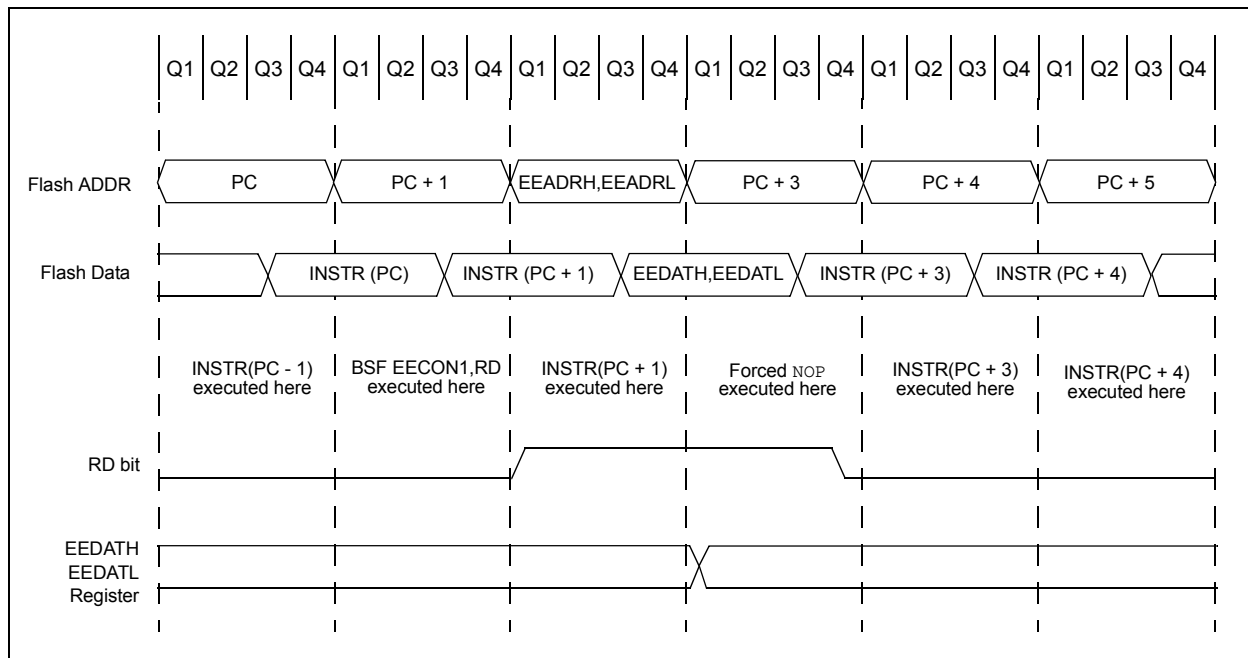 Q1 Q2 Q3 Q4 Q1 Q2 Q3 Q4 Q1 Q2 Q3 Q4 Q1 Q2 Q3 Q4 Q1 Q2 Q3 Q4 Q1 Q2 Q3 Q4
Flash ADDR PC PC + 1 EEADRH,EEADRL PC + 3 PC + 4 PC + 5
Flash Data INSTR (PC) INSTR (PC + 1) EEDATH,EEDATL INSTR (PC + 3) INSTR (PC + 4)
INSTR(PC - 1)
executed here
BSF EECON1,RD
executed here
INSTR(PC + 1)
executed here
Forced NOP
executed here
INSTR(PC + 3)
executed here
INSTR(PC + 4)
executed here
RD bit
EEDATH
EEDATL
Register